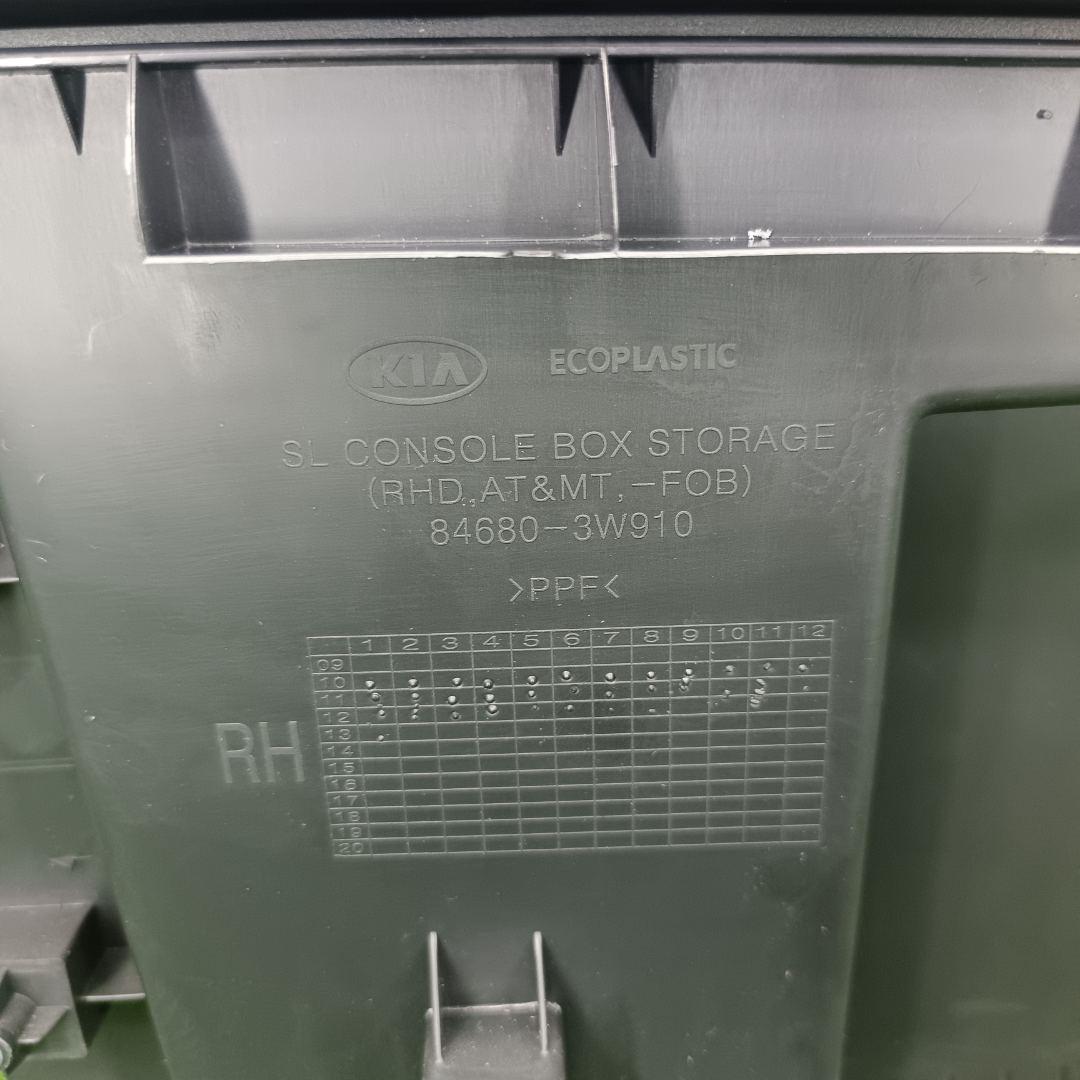 KIA ECOPLASTIC
SL CONSOLE BOX STORAGE
(RHD,AT&MT,-FOB)
84680-3W910
>PPF<
1 2 3 4 5 6 7 8 9 10 11 12
09
10
11
12
13
14
15
16
17
18
19
20
RH